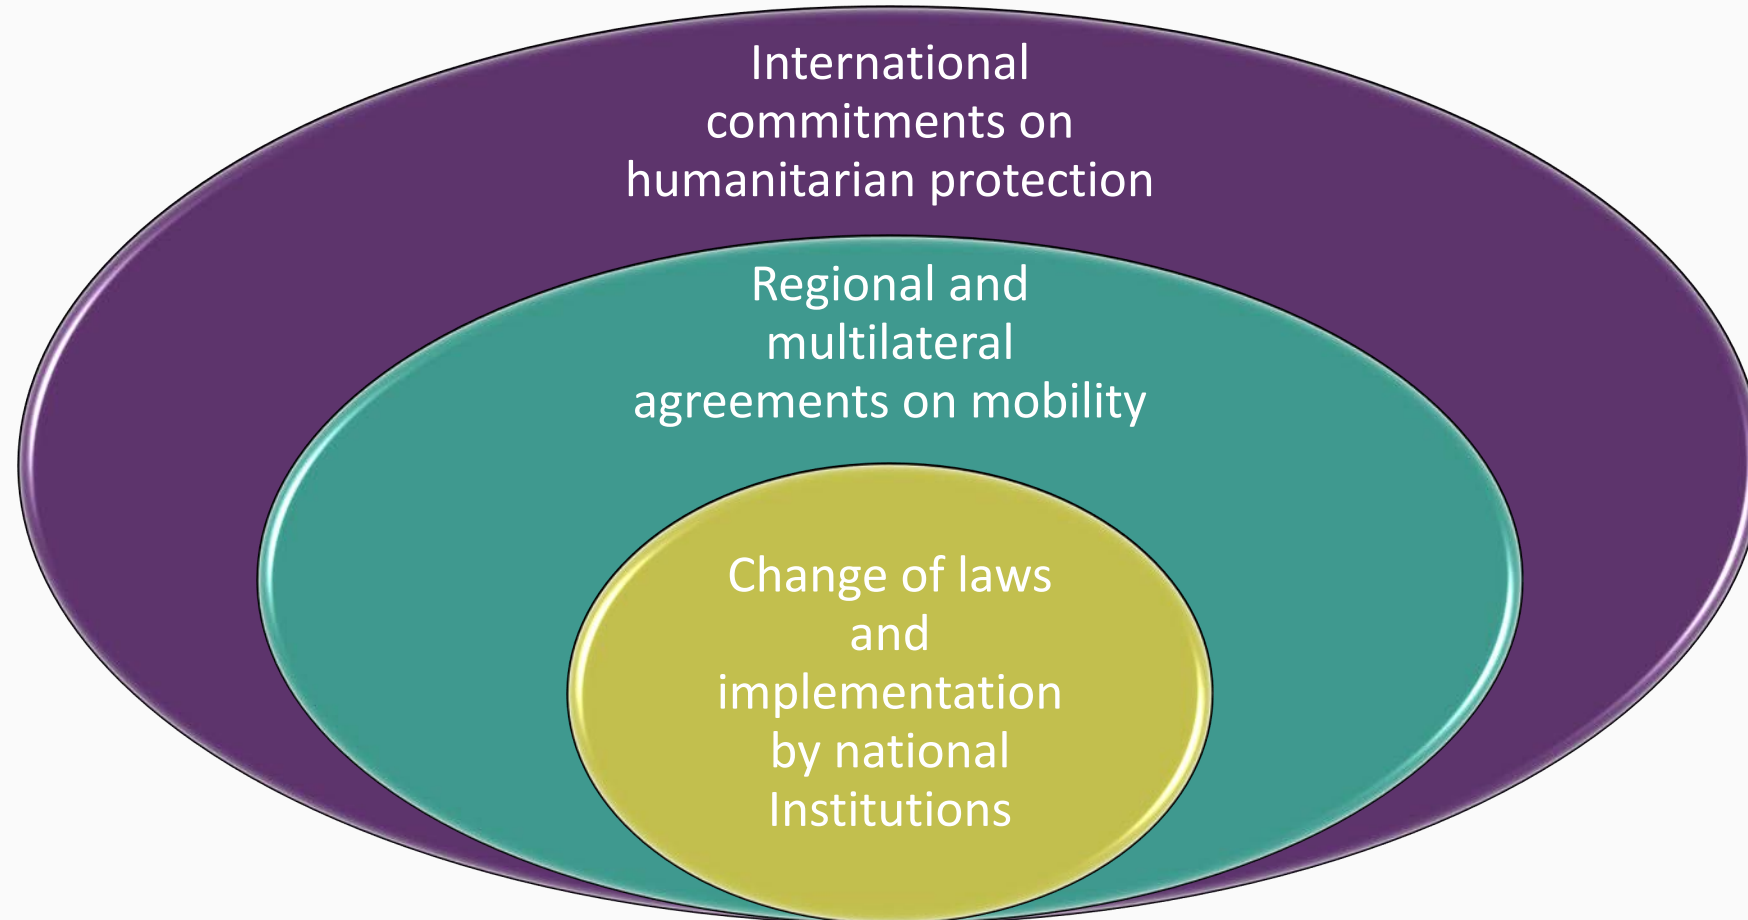 International
commitments on
humanitarian protection
Regional and
multilateral
agreements on mobility
Change of laws
and
implementation
by national
Institutions